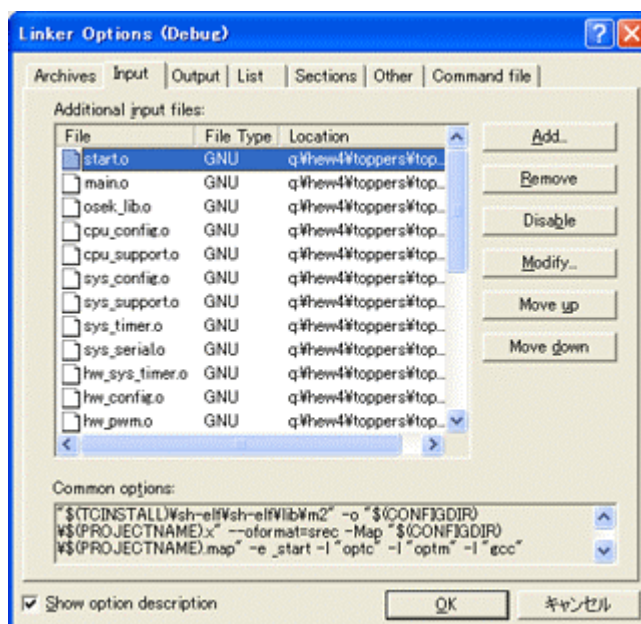 Linker Options (Debug)
Archives Input Output List Sections Other Command file
Additional input files:
File File Type Location
start.o GNU q:¥hew4¥toppers¥top...
main.o GNU q:¥hew4¥toppers¥top...
osek_lib.o GNU q:¥hew4¥toppers¥top...
cpu_config.o GNU q:¥hew4¥toppers¥top...
cpu_support.o GNU q:¥hew4¥toppers¥top...
sys_config.o GNU q:¥hew4¥toppers¥top...
sys_support.o GNU q:¥hew4¥toppers¥top...
sys_timer.o GNU q:¥hew4¥toppers¥top...
sys_serial.o GNU q:¥hew4¥toppers¥top...
hw_sys_timer.o GNU q:¥hew4¥toppers¥top...
hw_config.o GNU q:¥hew4¥toppers¥top...
hw_pwm.o GNU q:¥hew4¥toppers¥top...
Add...
Remove
Disable
Modify...
Move up
Move down
Common options:
"$(TCINSTALL)¥sh-elf¥sh-elf¥lib¥m2" -o "$(CONFIGDIR)
¥$(PROJECTNAME).x" --oformat=srec -Map "$(CONFIGDIR)
¥$(PROJECTNAME).map" -e _start -l "optc" -l "optm" -l "gcc"
Show option description
OK キャンセル